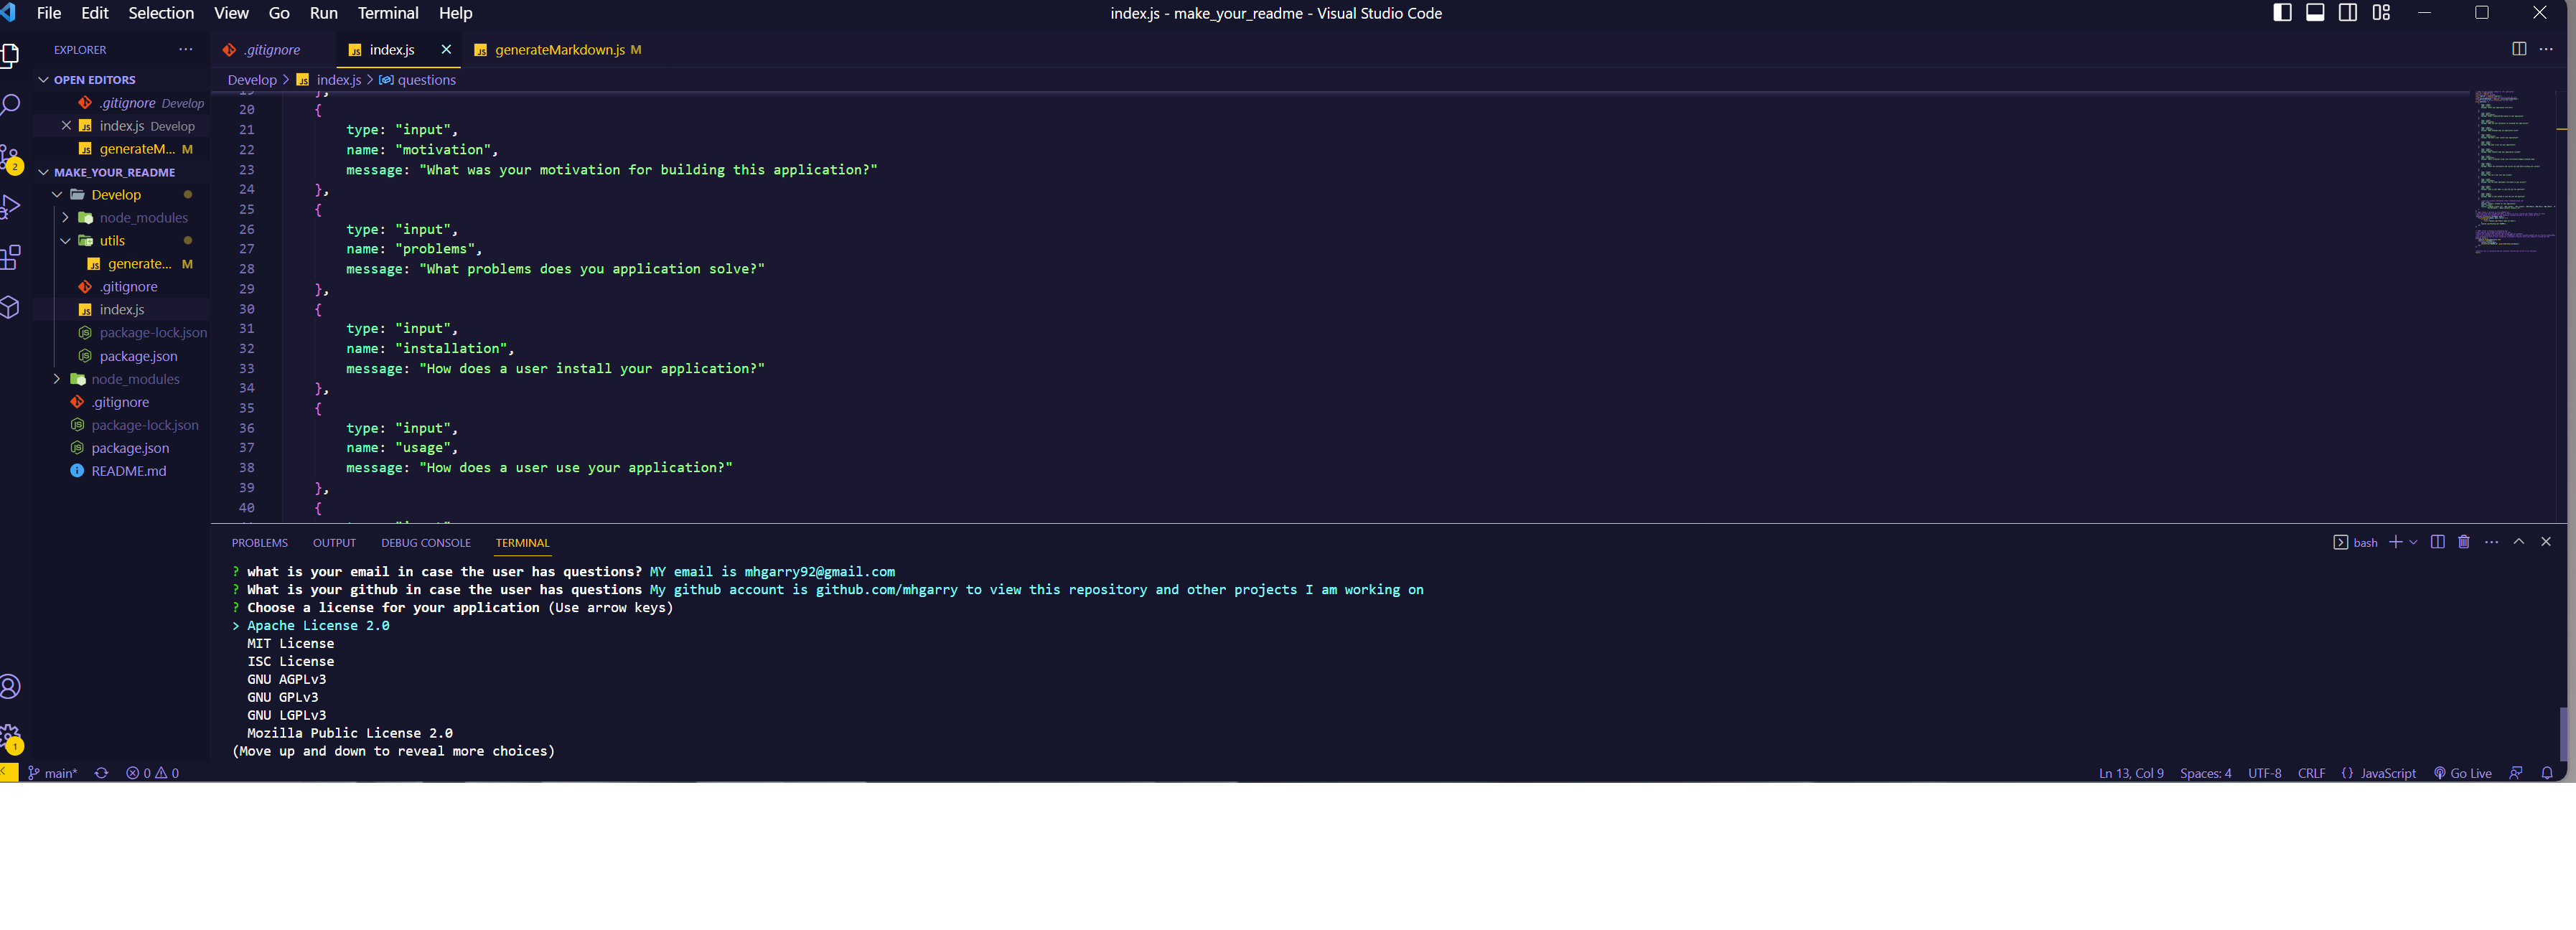 File Edit Selection View Go Run Terminal Help
index.js - make_your_readme - Visual Studio Code
EXPLORER
.gitignore
index.js
generateMarkdown.js M
OPEN EDITORS
Develop > index.js > questions
.gitignore Develop
index.js Develop
generateM... M
MAKE_YOUR_README
Develop
node_modules
utils
generate... M
.gitignore
index.js
package-lock.json
package.json
node_modules
.gitignore
package-lock.json
package.json
README.md
2
1
19 },
20 {
21 type: "input",
22 name: "motivation",
23 message: "What was your motivation for building this application?"
24 },
25 {
26 type: "input",
27 name: "problems",
28 message: "What problems does you application solve?"
29 },
30 {
31 type: "input",
32 name: "installation",
33 message: "How does a user install your application?"
34 },
35 {
36 type: "input",
37 name: "usage",
38 message: "How does a user use your application?"
39 },
40 {
PROBLEMS OUTPUT DEBUG CONSOLE TERMINAL
bash
? what is your email in case the user has questions? MY email is mhgarry92@gmail.com
? What is your github in case the user has questions My github account is github.com/mhgarry to view this repository and other projects I am working on
? Choose a license for your application (Use arrow keys)
> Apache License 2.0
MIT License
ISC License
GNU AGPLv3
GNU GPLv3
GNU LGPLv3
Mozilla Public License 2.0
(Move up and down to reveal more choices)
main* 0 0
Ln 13, Col 9 Spaces: 4 UTF-8 CRLF {} JavaScript Go Live